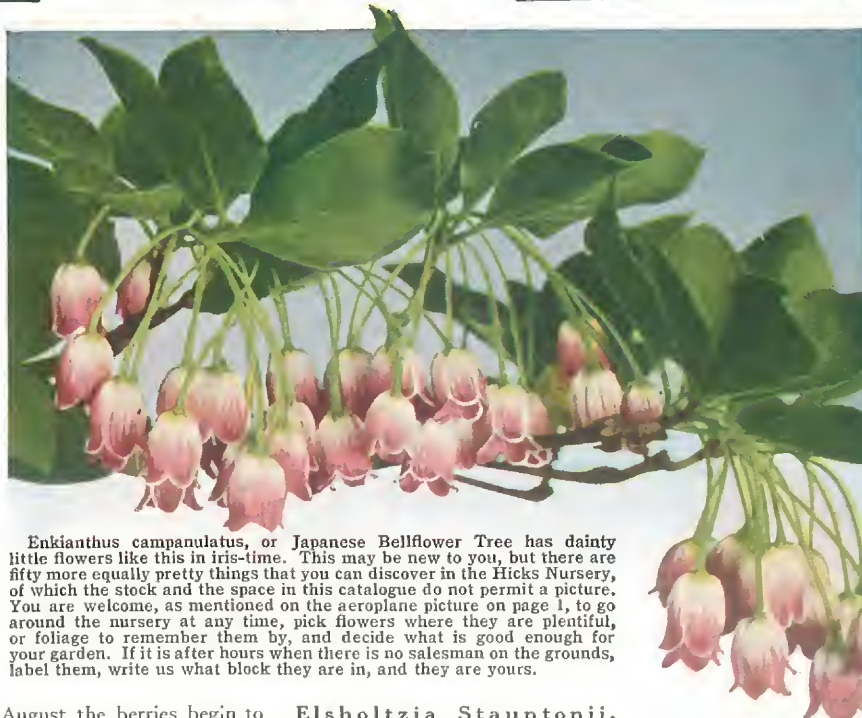 Enkianthus campanulatus, or Japanese Bellflower Tree has dainty
little flowers like this in iris-time. This may be new to you, but there are
fifty more equally pretty things that you can discover in the Hicks Nursery,
of which the stock and the space in this catalogue do not permit a picture.
You are welcome, as mentioned on the aeroplane picture on page 1, to go
around the nursery at any time, pick flowers where they are plentiful,
or foliage to remember them by, and decide what is good enough for
your garden. If it is after hours when there is no salesman on the grounds,
label them, write us what block they are in, and they are yours.
August the berries begin to
Elsholtzia Stauntonii.